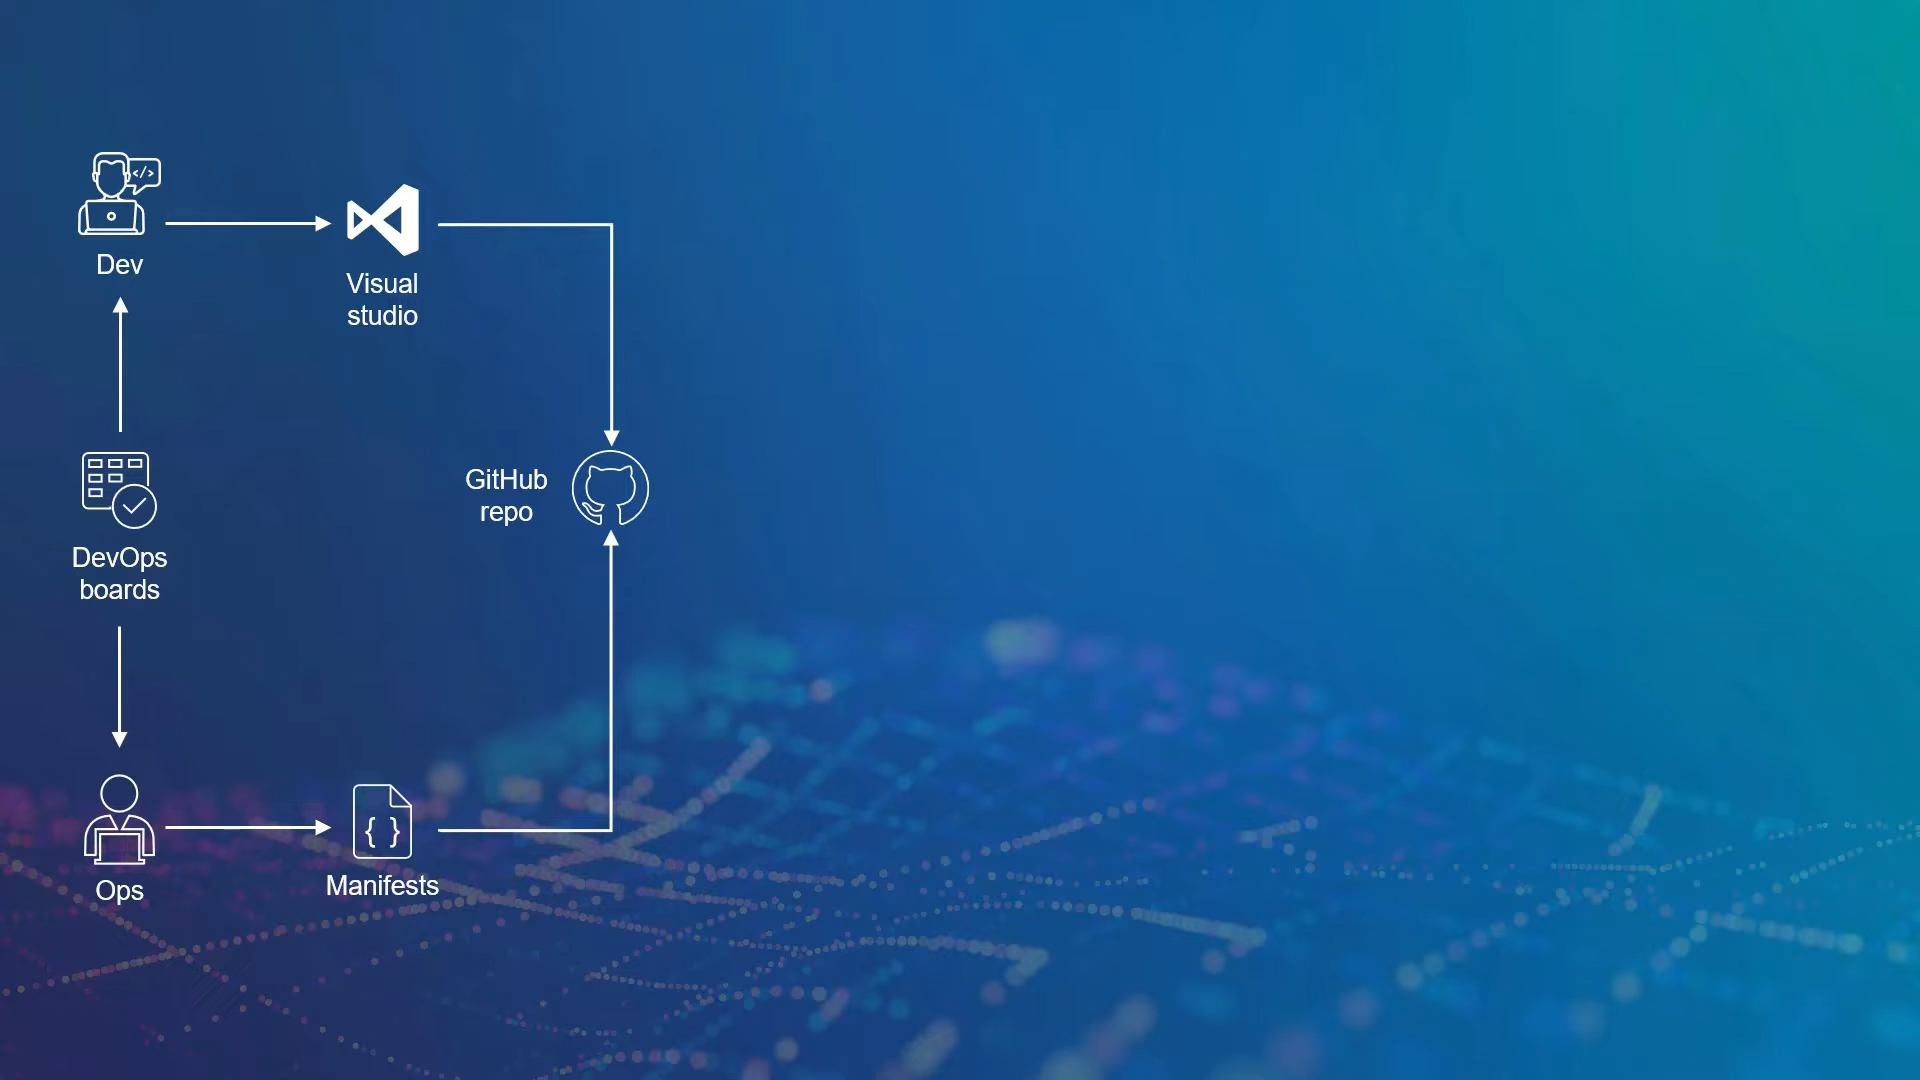 Dev
Visual
studio
GitHub
repo
DevOps
boards
Ops
Manifests